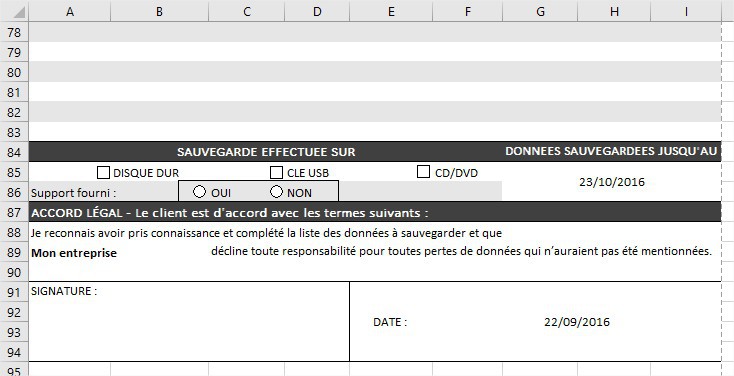 A B C D E F G H I
78
79
80
81
82
83
84 SAUVEGARDE EFFECTUEE SUR DONNEES SAUVEGARDEES JUSQU'AU
85 DISQUE DUR CLE USB CD/DVD 23/10/2016
86 Support fourni : OUI NON
87 ACCORD LÉGAL - Le client est d'accord avec les termes suivants :
88 Je reconnais avoir pris connaissance et complété la liste des données à sauvegarder et que
89 Mon entreprise décline toute responsabilité pour toutes pertes de données qui n'auraient pas été mentionnées.
90
91 SIGNATURE :
92 DATE : 22/09/2016
93
94
95